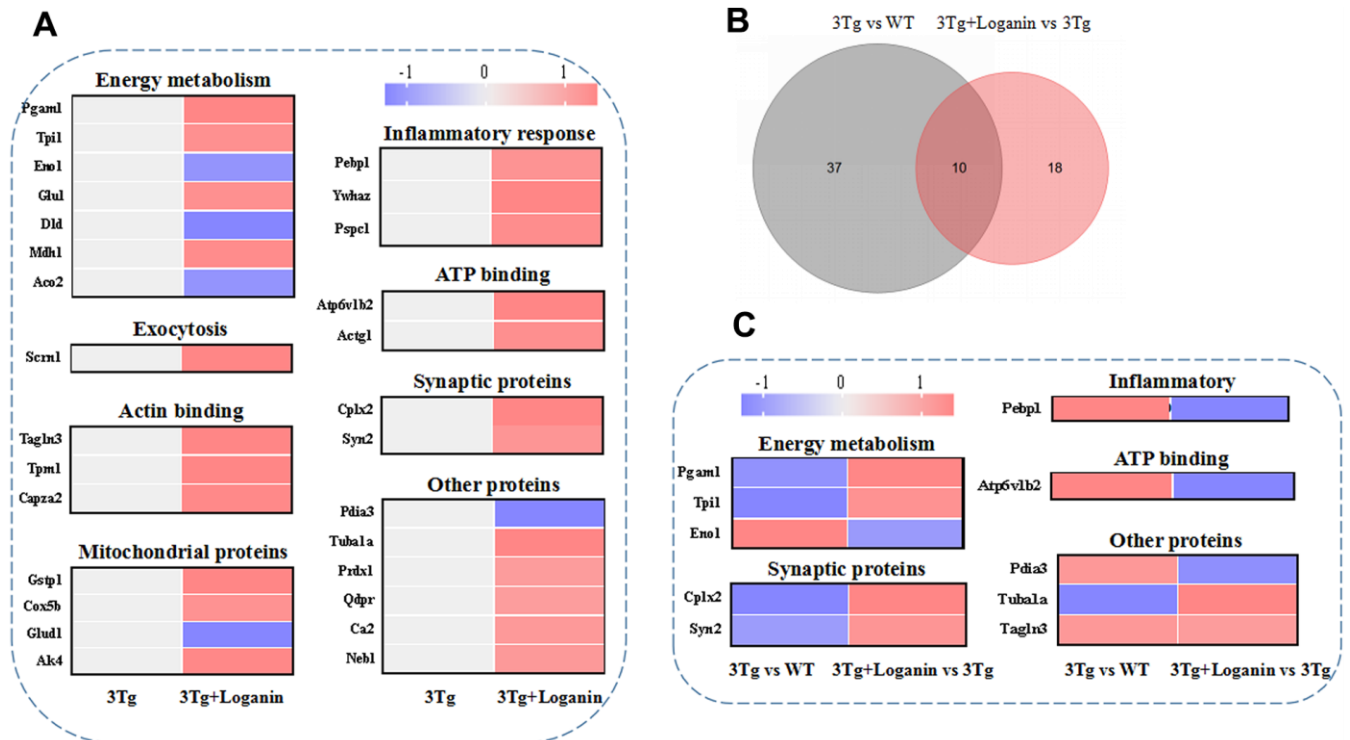 A
Energy metabolism
Pgam1
Tpi1
Eno1
Glul
Dld
Mdh1
Aco2
Exocytosis
Scrn1
Actin binding
Tagln3
Tpm1
Capza2
Mitochondrial proteins
Gstp1
Cox5b
Glud1
Ak4
3Tg 3Tg+Loganin
-1 0 1
Inflammatory response
Pebp1
Ywhaz
Pspc1
ATP binding
Atp6v1b2
Actg1
Synaptic proteins
Cplx2
Syn2
Other proteins
Pdia3
Tuba1a
Prdx1
Qdpr
Ca2
Nebl
3Tg 3Tg+Loganin
B
3Tg vs WT 3Tg+Loganin vs 3Tg
37 10 18
C
-1 0 1
Energy metabolism
Pgam1
Tpi1
Eno1
Synaptic proteins
Cplx2
Syn2
3Tg vs WT 3Tg+Loganin vs 3Tg
Inflammatory
Pebp1
ATP binding
Atp6v1b2
Other proteins
Pdia3
Tuba1a
Tagln3
3Tg vs WT 3Tg+Loganin vs 3Tg